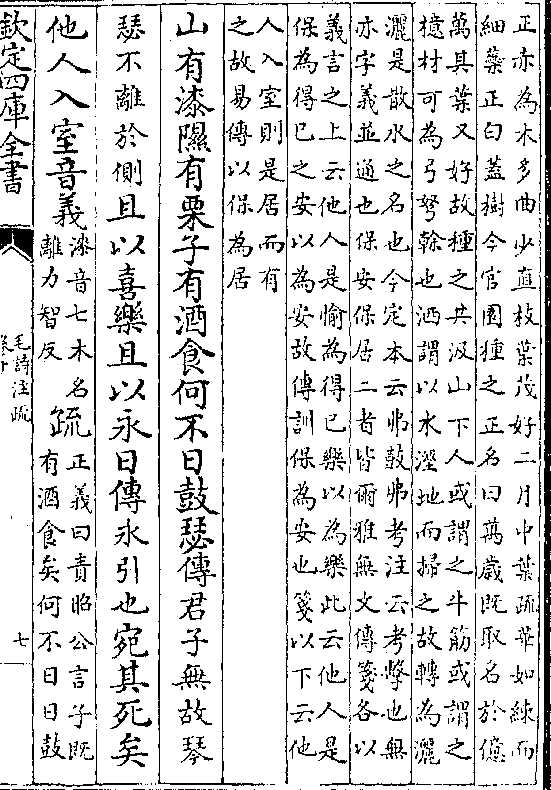 正亦為木多曲少直枝葉茂好二月中葉疏華如練而
細蘂正白蓋樹今官園種之正名曰萬歲既取名於億
萬其葉又好故種之共汲山下人或謂之牛筋或謂之
檍材可為弓弩榦也洒謂以水溼地而掃之故轉為灑
灑是散水之名也今定本云弗鼓弗考注云考擊也無
亦字義並通也保安保居二者皆爾雅無文傳箋各以
義言之上云他人是愉為得己樂以為樂此云他人是
保為得已之安以為安故傳訓保為安也箋以下云他
人入室則是居而有
之故易傳以保為居
山有漆隰有栗子有酒食何不日鼓瑟傳君子無故琴
瑟不離於側且以喜樂且以永日傳永引也宛其死矣
他人入室音義漆音七木名
離力智反
疏正義曰責昭公言子既
有酒食矣何不日日鼓
欽定四庫全書
毛詩注疏
七